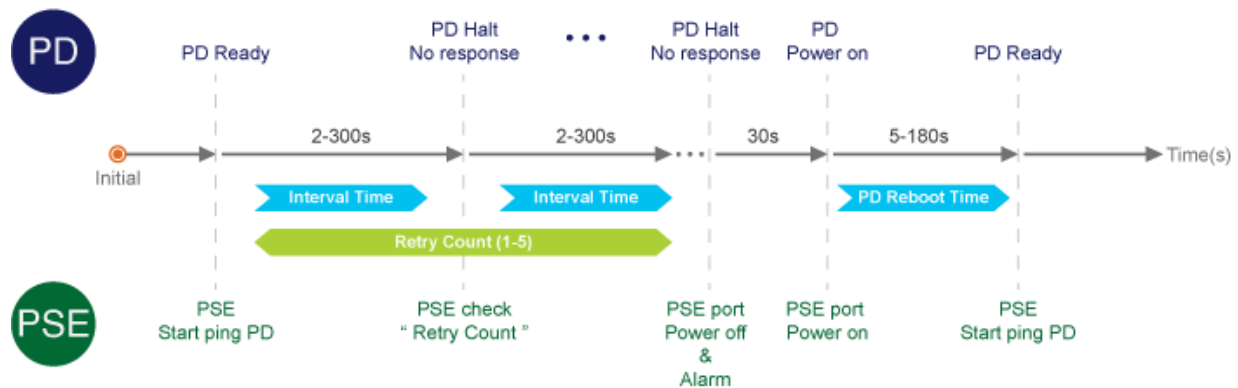 PD
PD Ready
PD Halt
No response
•••
PD Halt
No response
PD
Power on
PD Ready
2-300s
2-300s
30s
5-180s
Initial
Time(s)
Interval Time
Interval Time
PD Reboot Time
Retry Count (1-5)
PSE
PSE
Start ping PD
PSE check
“ Retry Count ”
PSE port
Power off
&
Alarm
PSE port
Power on
PSE
Start ping PD